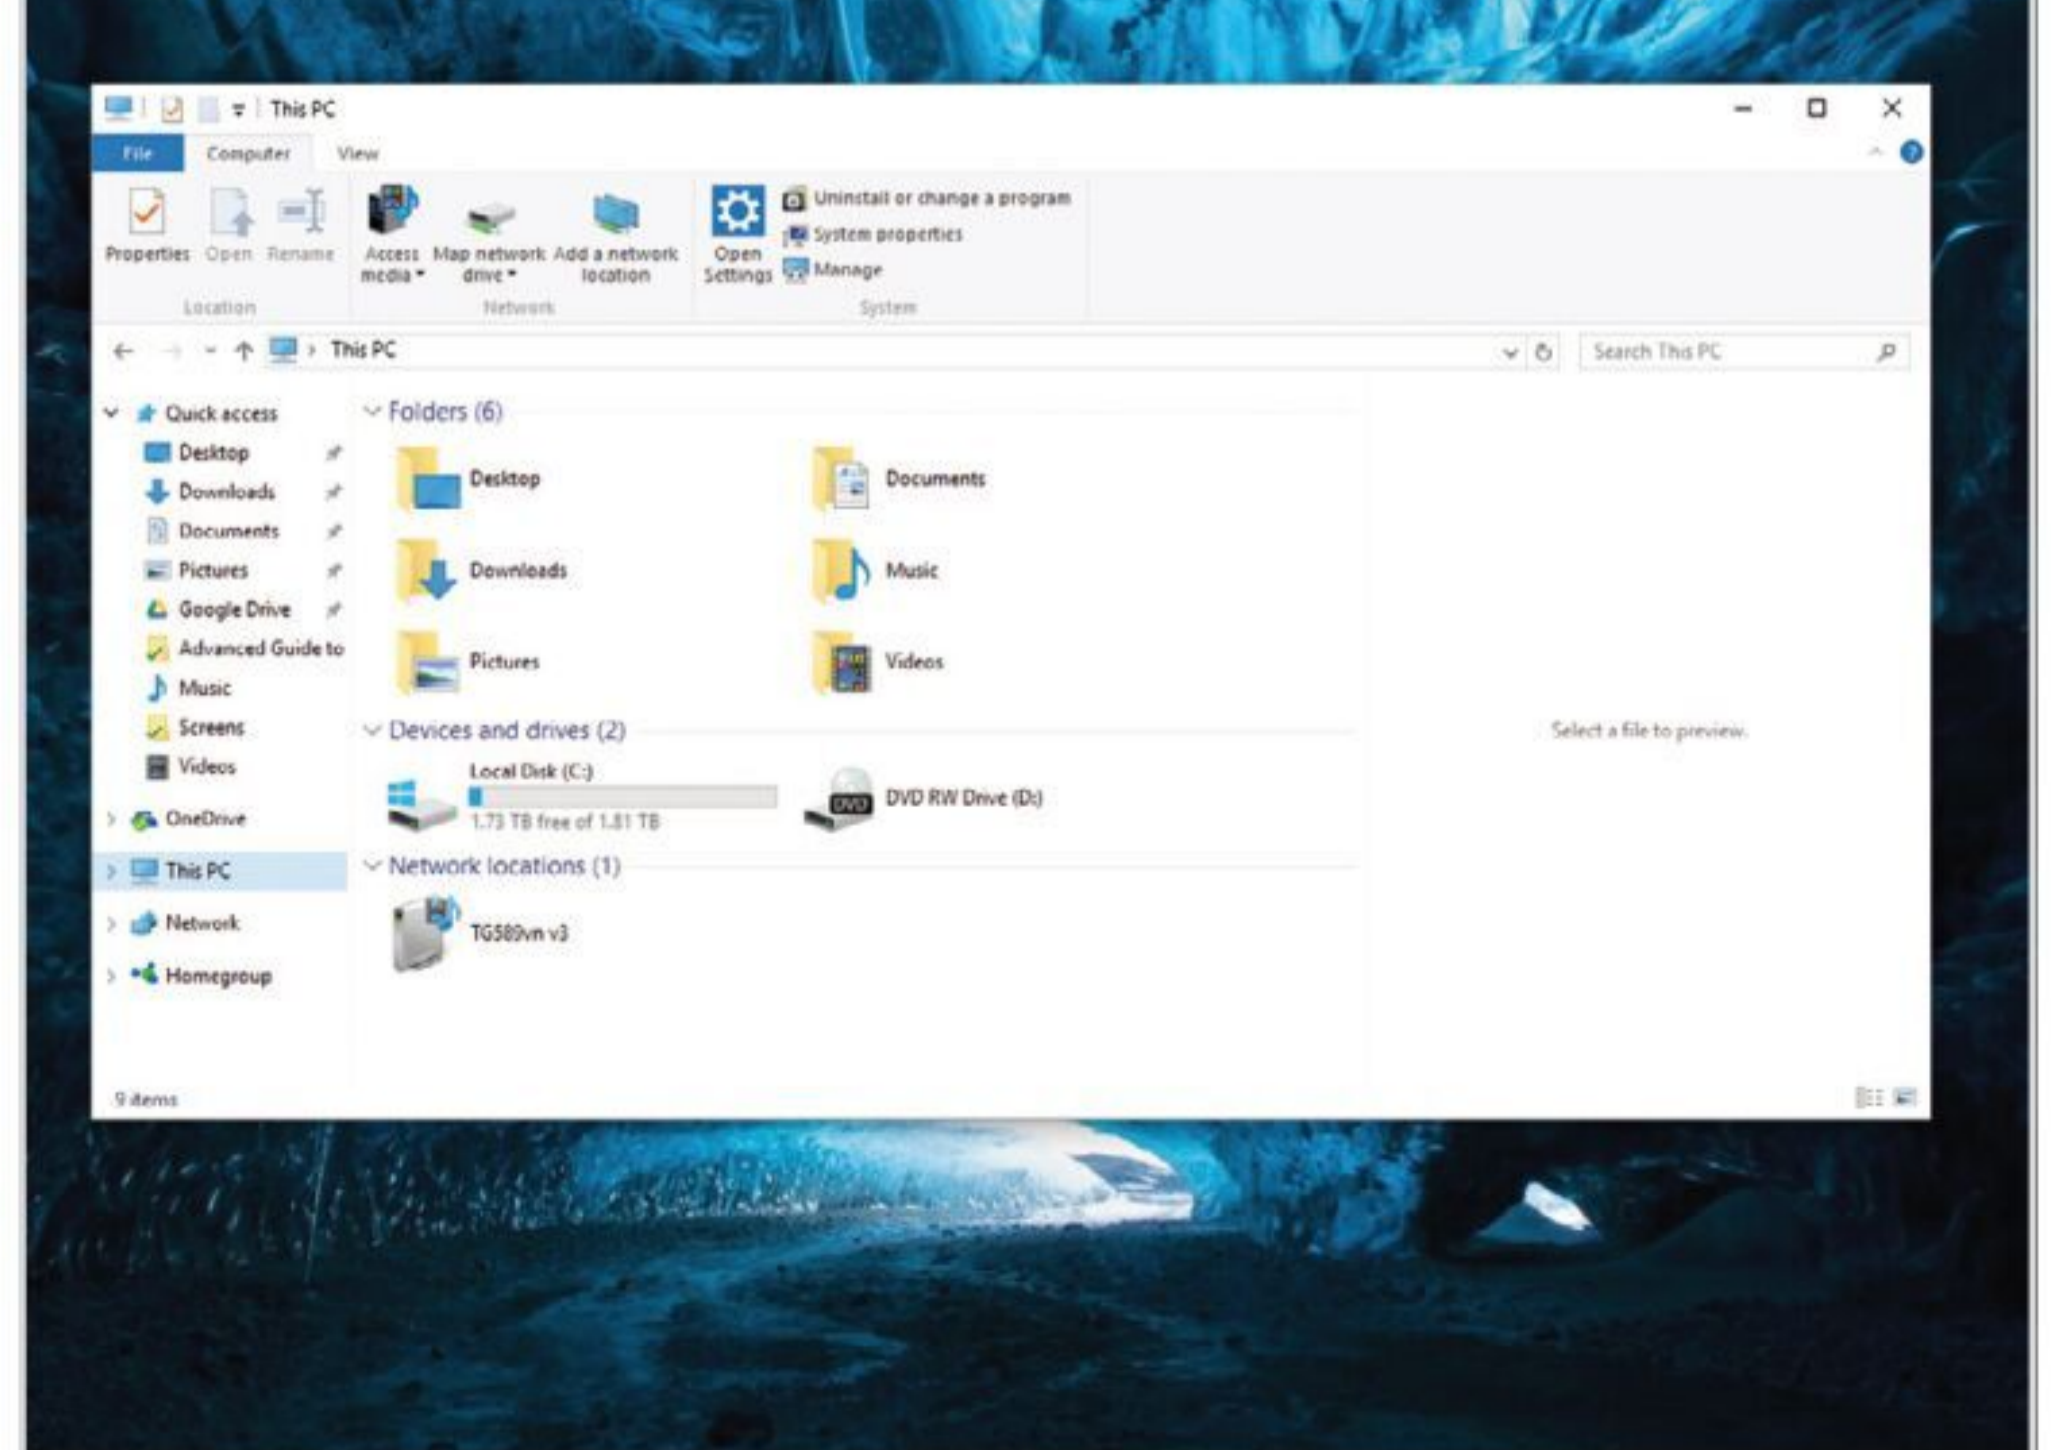 This PC
File Computer View
Uninstall or change a program
System properties
Manage
Properties Open Rename
Access media
Map network drive
Add a network location
Open Settings
Location Network System
This PC
Search This PC
Quick access
Desktop
Downloads
Documents
Pictures
Google Drive
Advanced Guide to
Music
Screens
Videos
OneDrive
This PC
Network
Homegroup
Folders (6)
Desktop
Documents
Downloads
Music
Pictures
Videos
Devices and drives (2)
Local Disk (C:)
1.73 TB free of 1.81 TB
DVD
DVD RW Drive (D:)
Network locations (1)
TG589vn v3
Select a file to preview.
9 items